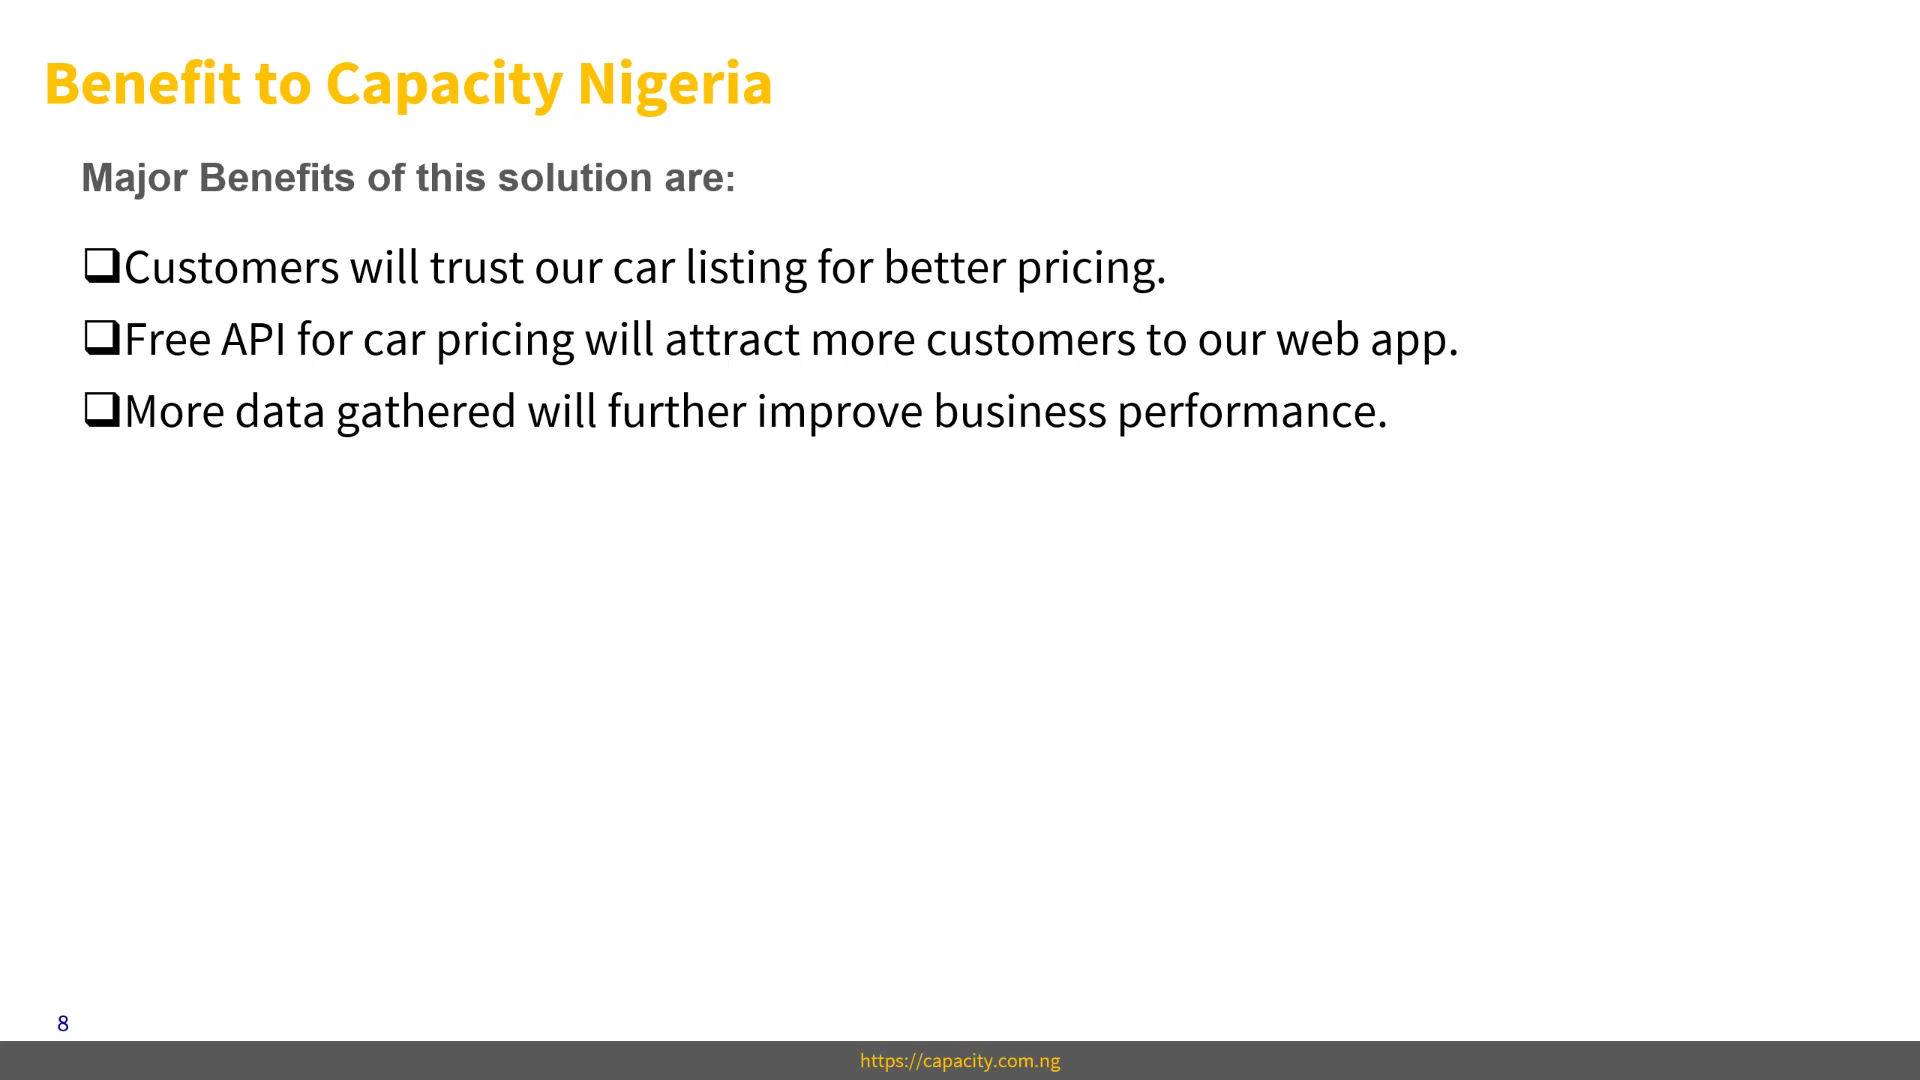 Benefit to Capacity Nigeria
Major Benefits of this solution are:
❑Customers will trust our car listing for better pricing.
❑Free API for car pricing will attract more customers to our web app.
❑More data gathered will further improve business performance.
8
https://capacity.com.ng